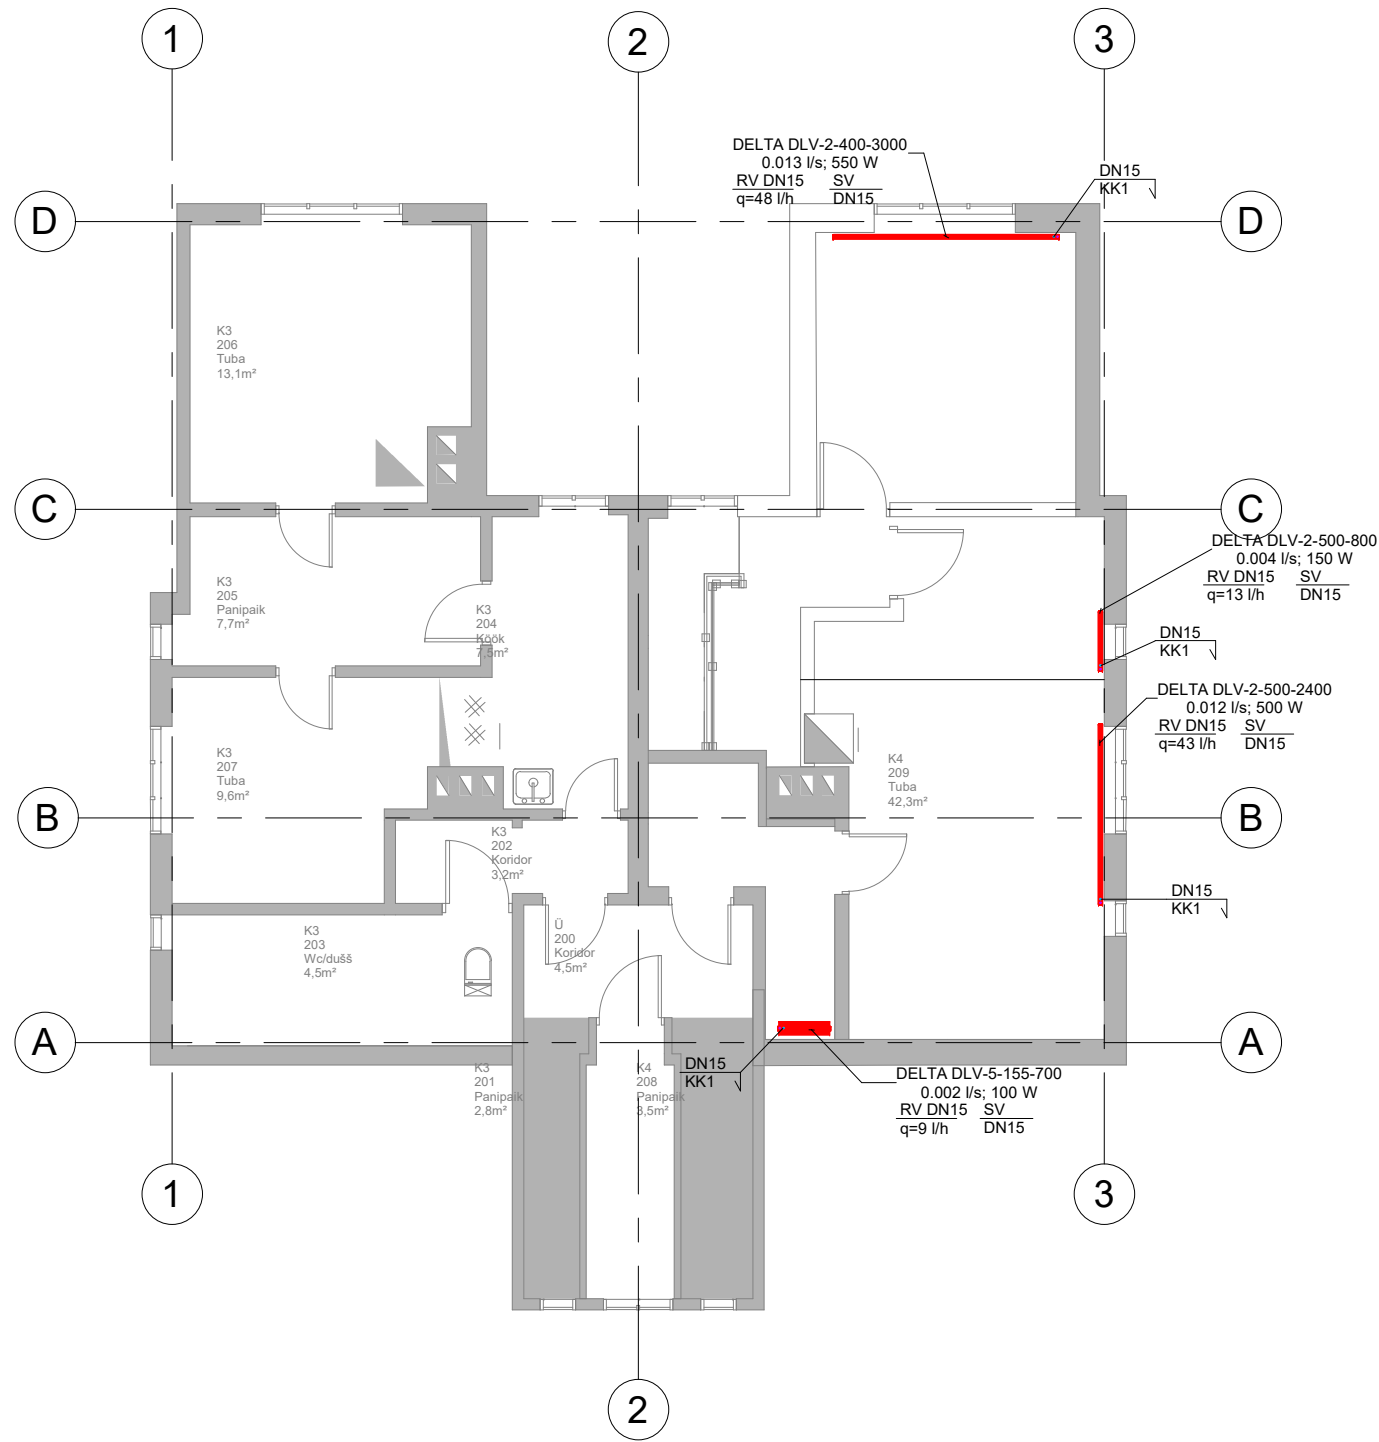 1
2
3
DELTA DLV-2-400-3000
0.013 l/s; 550 W
RV DN15 SV
q=48 l/h DN15
DN15
KK1
D
D
K3
206
Tuba
13,1m²
C
C
DELTA DLV-2-500-800
0.004 l/s; 150 W
RV DN15 SV
q=13 l/h DN15
K3
205
Panipaik
7,7m²
K3
204
Köök
7,5m²
DN15
KK1
DELTA DLV-2-500-2400
0.012 l/s; 500 W
RV DN15 SV
q=43 l/h DN15
K3
207
Tuba
9,6m²
K4
209
Tuba
42,3m²
B
B
K3
202
Koridor
3,2m²
DN15
KK1
K3
203
Wc/dušš
4,5m²
Ü
200
Koridor
4,5m²
A
A
K3
201
Panipaik
2,8m²
K4
208
Panipaik
3,5m²
DN15
KK1
DELTA DLV-5-155-700
0.002 l/s; 100 W
RV DN15 SV
q=9 l/h DN15
1
3
2